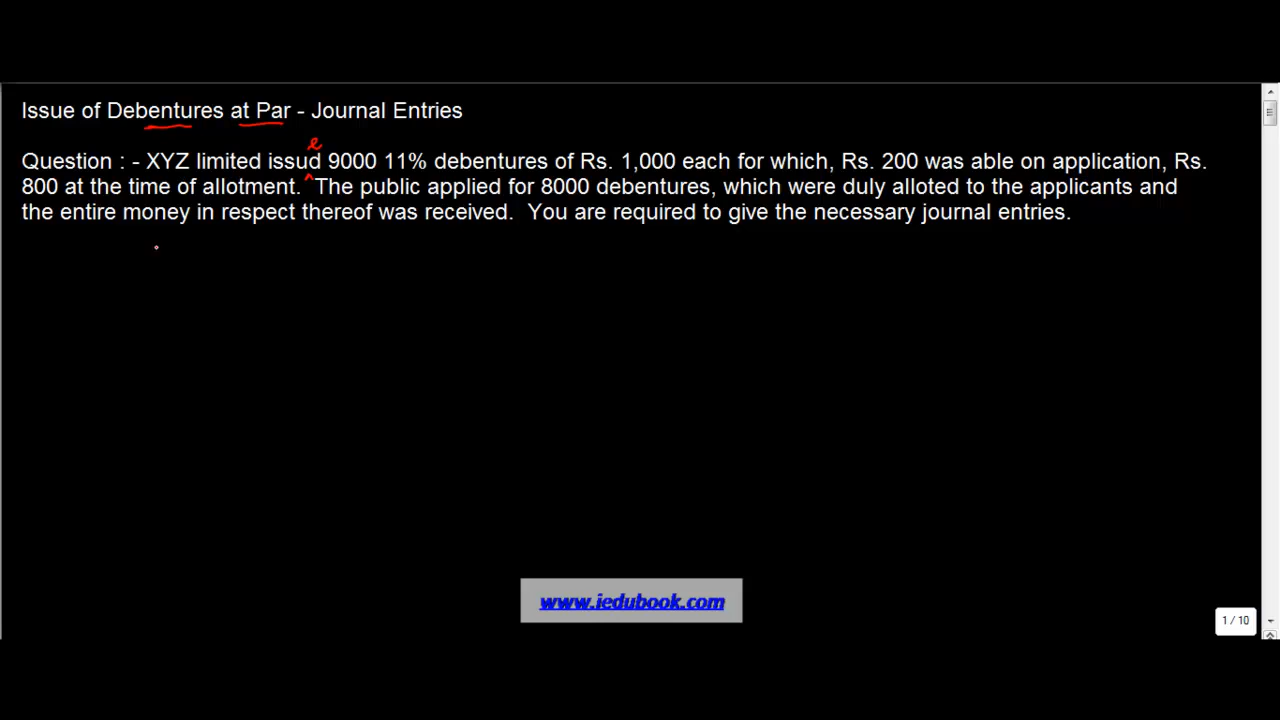 Issue of Debentures at Par - Journal Entries
e
Question : - XYZ limited issud 9000 11% debentures of Rs. 1,000 each for which, Rs. 200 was able on application, Rs.
800 at the time of allotment. ^ The public applied for 8000 debentures, which were duly alloted to the applicants and
the entire money in respect thereof was received. You are required to give the necessary journal entries.
www.iedubook.com
1 / 10